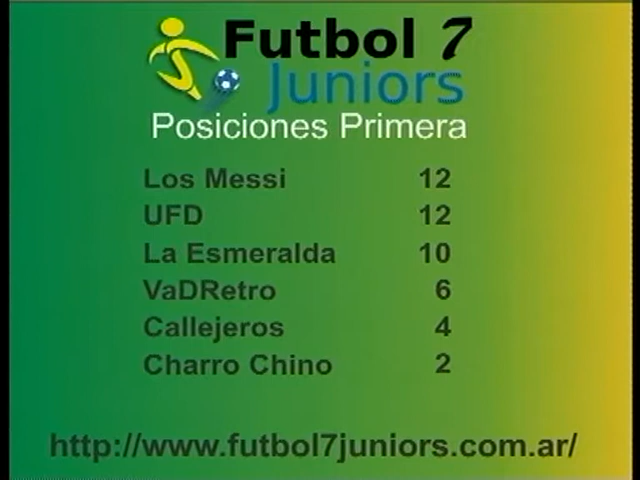 Futbol 7
Juniors
Posiciones Primera
Los Messi 12
UFD 12
La Esmeralda 10
VaDRetro 6
Callejeros 4
Charro Chino 2
http://www.futbol7juniors.com.ar/